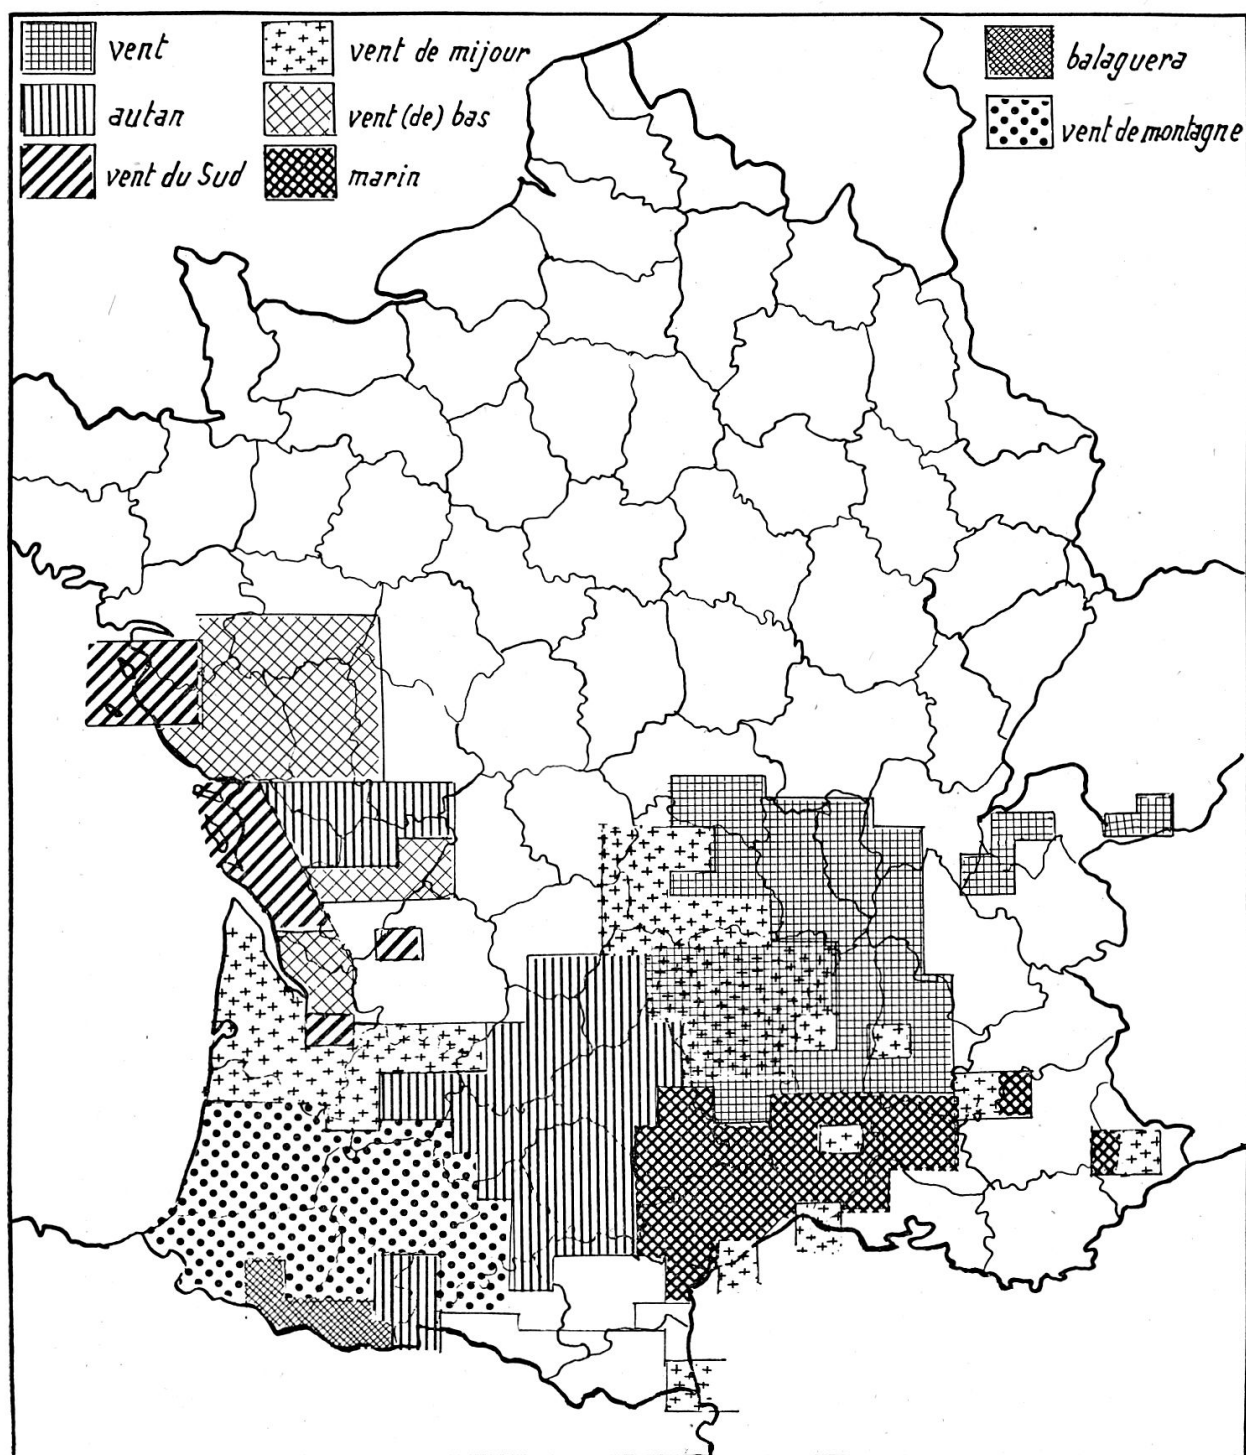 vent
autan
vent du Sud
vent de mijour
vent (de) bas
marin
balaguera
vent de montagne